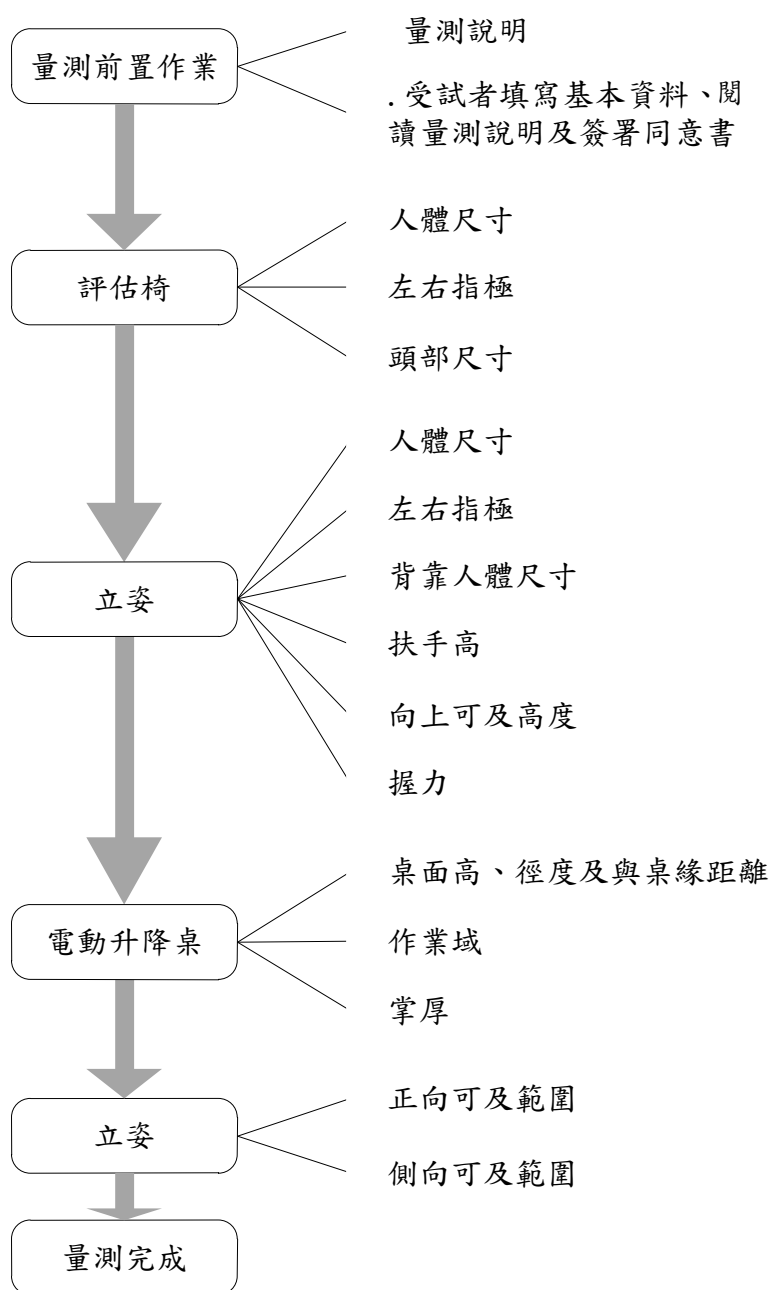 量測前置作業
量測說明
. 受試者填寫基本資料、閱
讀量測說明及簽署同意書
評估椅
人體尺寸
左右指極
頭部尺寸
立姿
人體尺寸
左右指極
背靠人體尺寸
扶手高
向上可及高度
握力
電動升降桌
桌面高、徑度及與桌緣距離
作業域
掌厚
立姿
正向可及範圍
側向可及範圍
量測完成